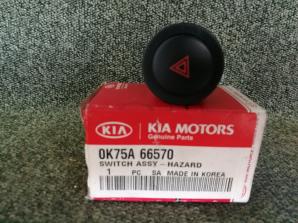 KIA
KIA MOTORS
Genuine Parts
0K75A 66570
SWITCH ASSY-HAZARD
1 PC SA MADE IN KOREA